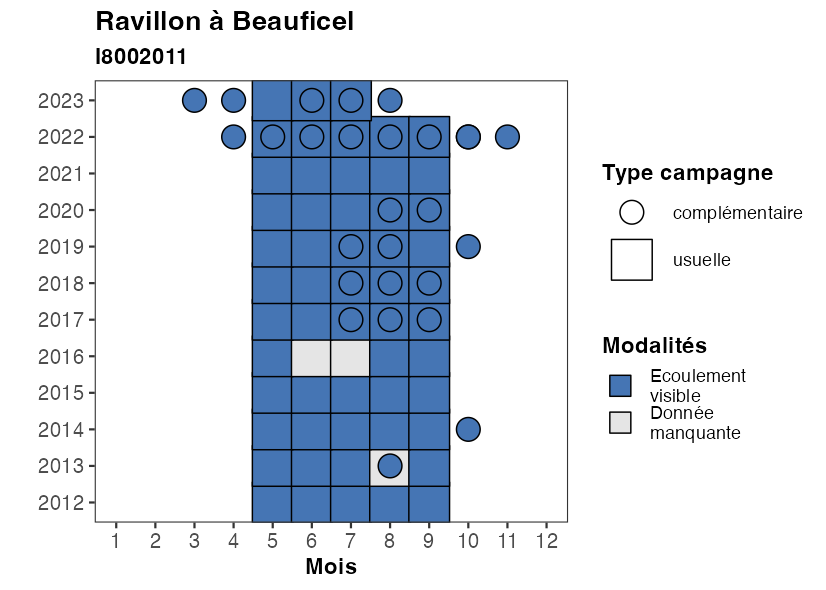 Ravillon à Beauficel
I8002011
2023
2022
2021
2020
2019
2018
2017
2016
2015
2014
2013
2012
1 2 3 4 5 6 7 8 9 10 11 12
Mois
Type campagne
complémentaire
usuelle
Modalités
Ecoulement
visible
Donnée
manquante